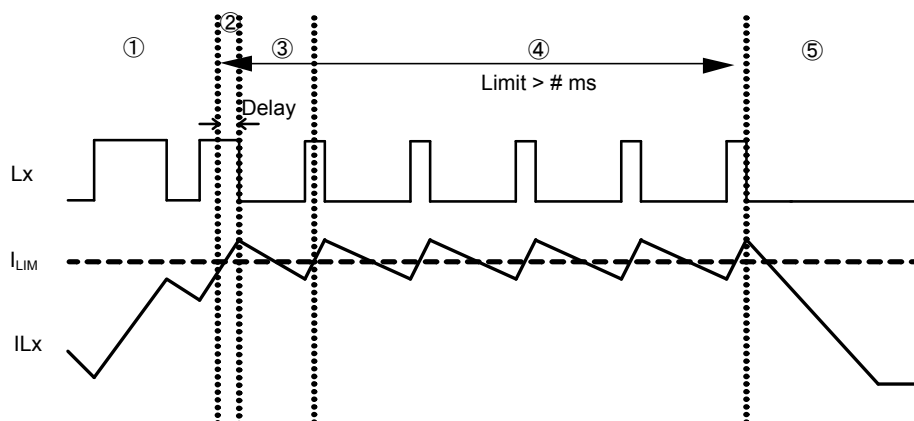 ① ② ③ ④ ⑤
Limit > # ms
Delay
Lx
ILIM
ILx